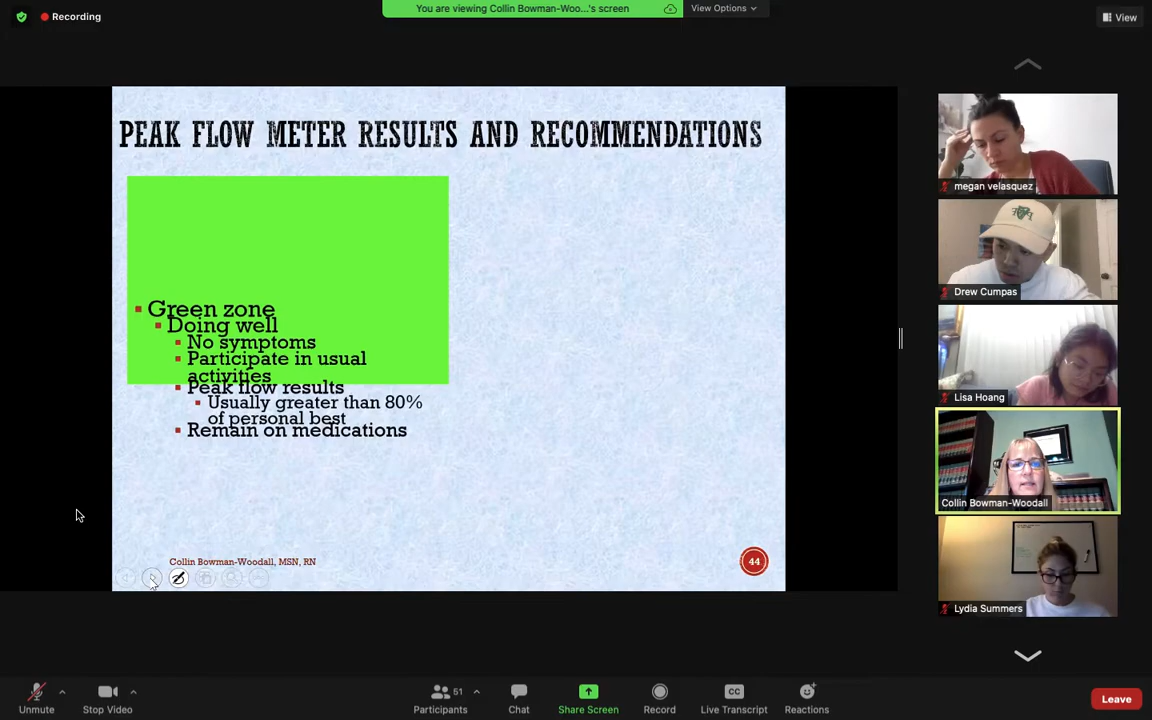 Recording
You are viewing Collin Bowman-Woo...'s screen
View Options
View
PEAK FLOW METER RESULTS AND RECOMMENDATIONS
Green zone
Doing well
No symptoms
Participate in usual
activities
Peak flow results
Usually greater than 80%
of personal best
Remain on medications
Collin Bowman-Woodall, MSN, RN
44
megan velasquez
Drew Cumpas
Lisa Hoang
Collin Bowman-Woodall
Lydia Summers
Unmute
Stop Video
51
Participants
Chat
Share Screen
Record
CC
Live Transcript
Reactions
Leave